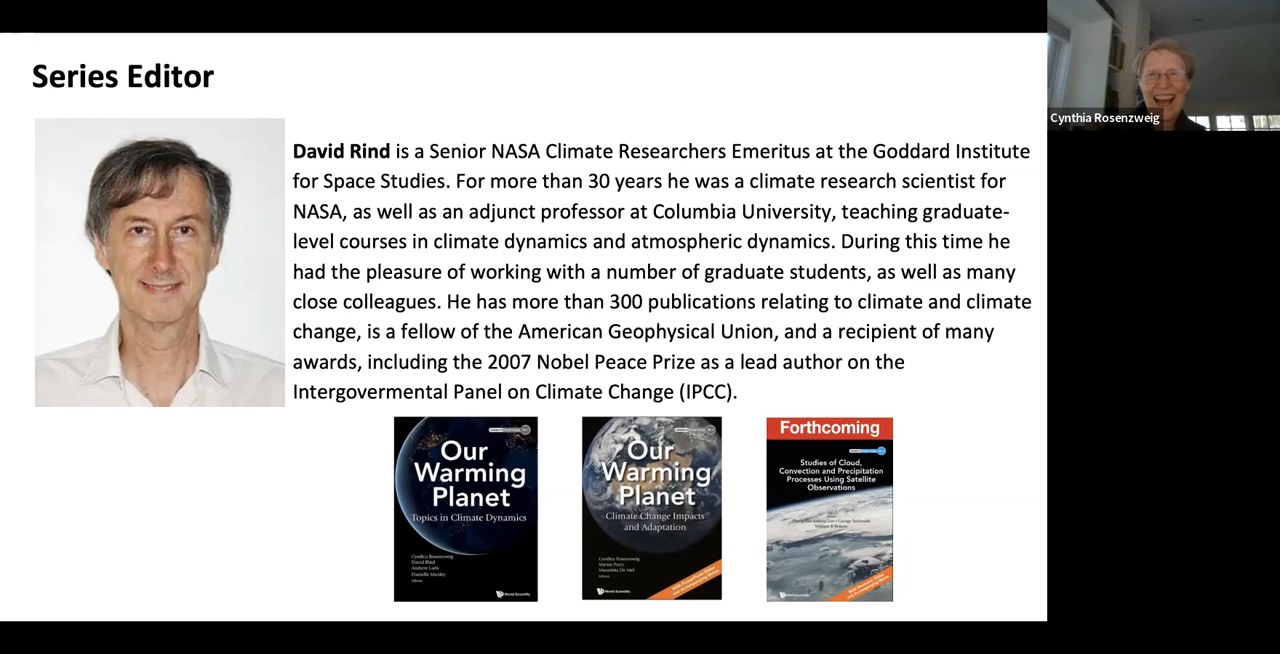 Series Editor
Cynthia Rosenzweig
David Rind is a Senior NASA Climate Researchers Emeritus at the Goddard Institute
for Space Studies. For more than 30 years he was a climate research scientist for
NASA, as well as an adjunct professor at Columbia University, teaching graduate-
level courses in climate dynamics and atmospheric dynamics. During this time he
had the pleasure of working with a number of graduate students, as well as many
close colleagues. He has more than 300 publications relating to climate and climate
change, is a fellow of the American Geophysical Union, and a recipient of many
awards, including the 2007 Nobel Peace Prize as a lead author on the
Intergovermental Panel on Climate Change (IPCC).
Our
Warming
Planet
Topics in Climate Dynamics
Cynthia Rosenzweig
David Rind
Andrew Lacis
Danielle Manley
Editors
World Scientific
Our
Warming
Planet
Climate Change Impacts
and Adaptation
Cynthia Rosenzweig
Martin Parry
Manishka De Mel
Editors
World Scientific
Forthcoming
Studies of Cloud,
Convection and Precipitation
Processes Using Satellite
Observations
World Scientific